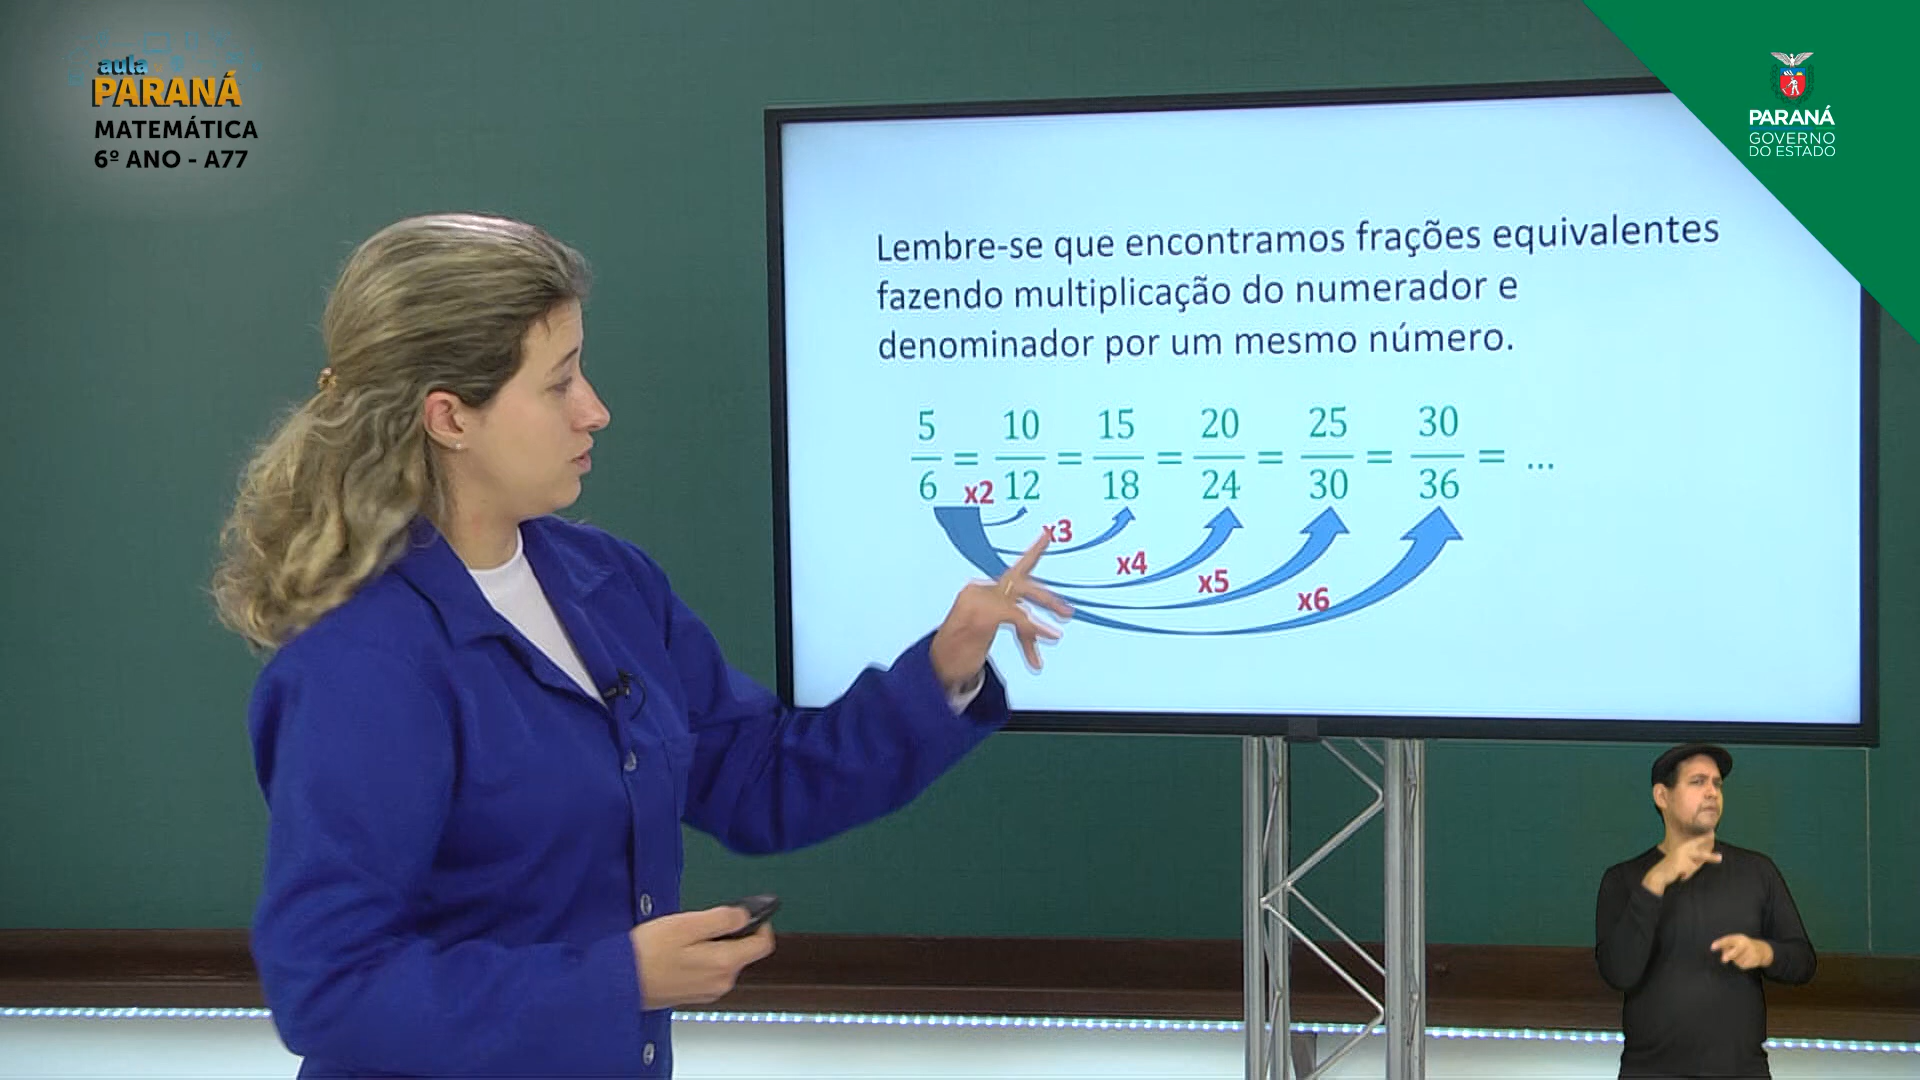 aula
PARANÁ
MATEMÁTICA
6º ANO - A77
PARANÁ
GOVERNO
DO ESTADO
Lembre-se que encontramos frações equivalentes
fazendo multiplicação do numerador e
denominador por um mesmo número.
5/6 = 10/12 = 15/18 = 20/24 = 25/30 = 30/36 = ...
x2
x3
x4
x5
x6